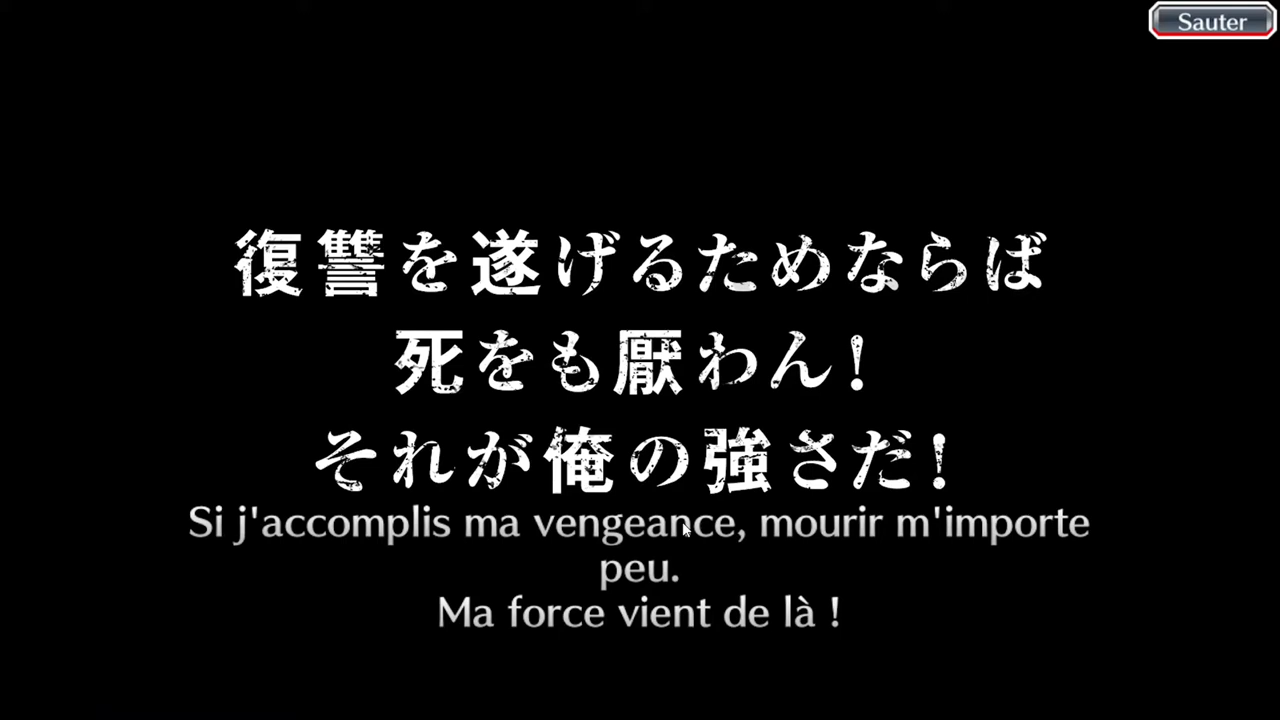 Sauter
復讐を遂げるためならば
死をも厭わん!
それが俺の強さだ!
Si j'accomplis ma vengeance, mourir m'importe
peu.
Ma force vient de là !